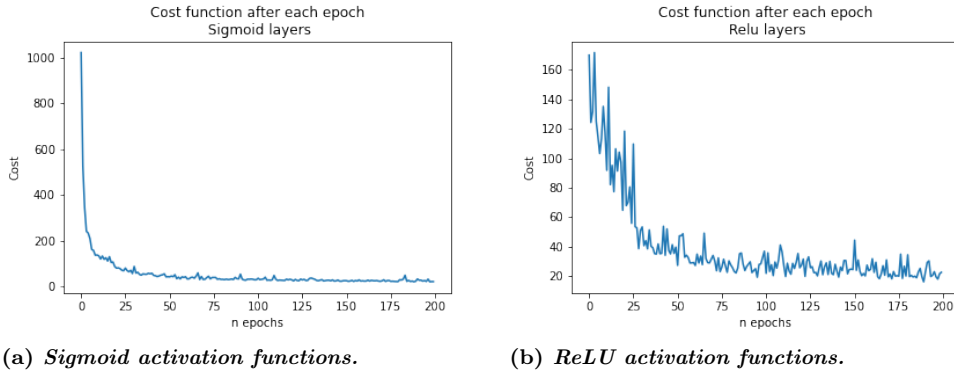 Cost function after each epoch
Sigmoid layers
1000
800
600
400
200
0
Cost
0 25 50 75 100 125 150 175 200
n epochs
(a) Sigmoid activation functions.
Cost function after each epoch
Relu layers
160
140
120
100
80
60
40
20
Cost
0 25 50 75 100 125 150 175 200
n epochs
(b) ReLU activation functions.